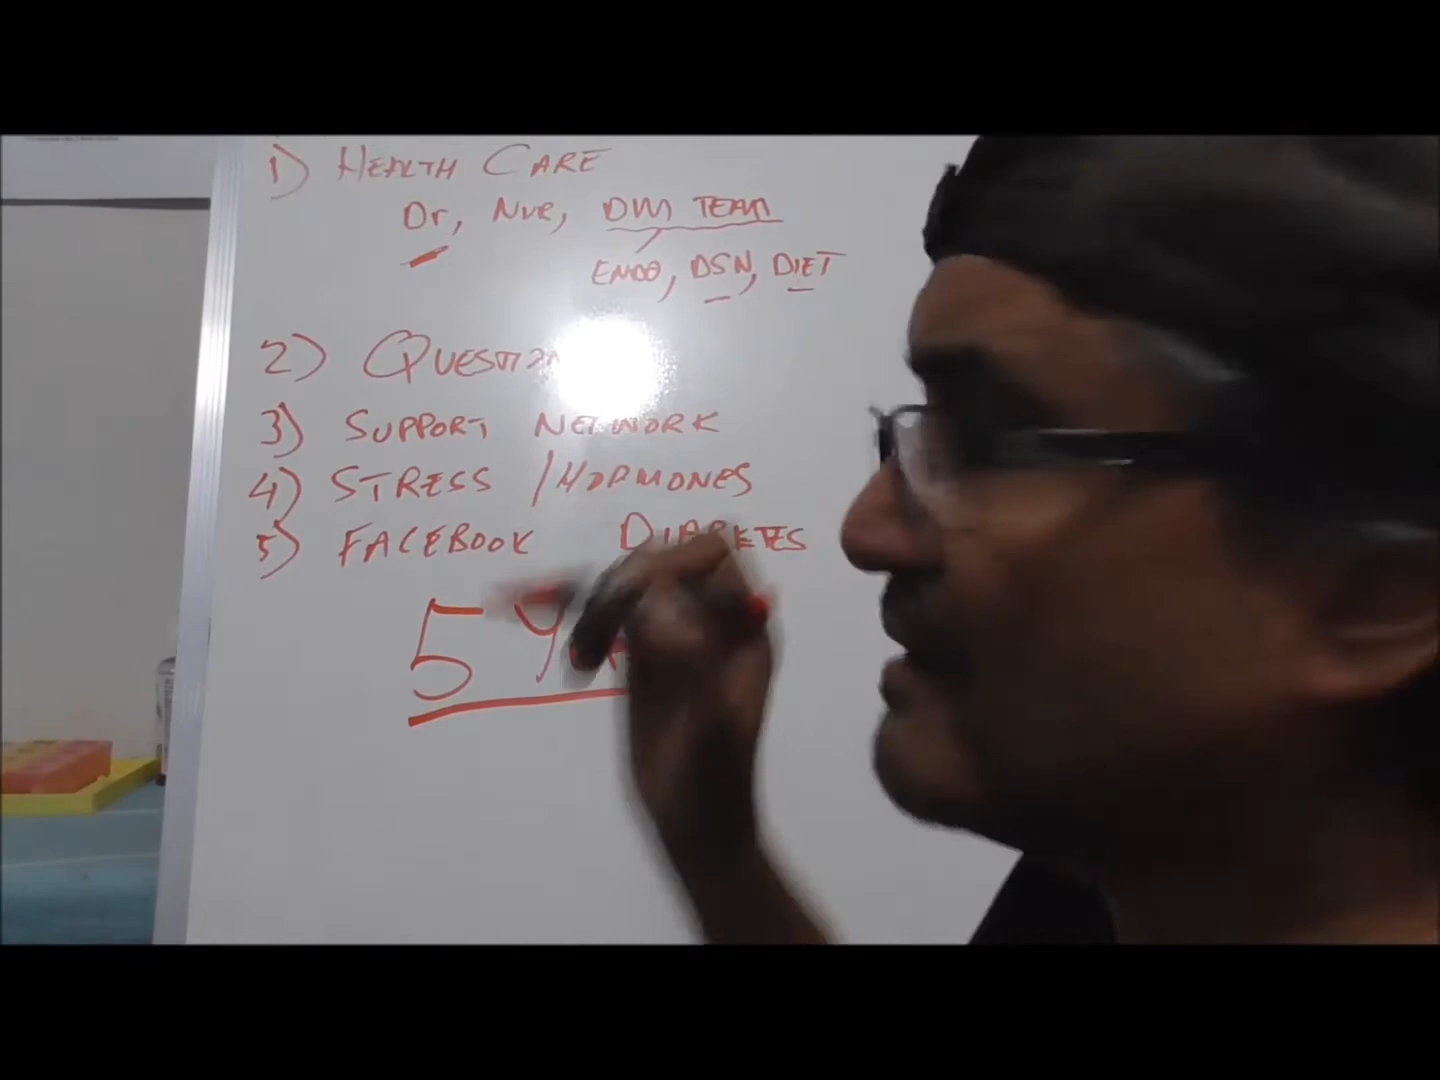 1) HEALTH CARE
Dr, NUR, DM TEAM
ENDO, DSN, DIET
2)
3) SUPPORT NETWORK
4) STRESS / HORMONES
5) FACEBOOK DIABETES
5